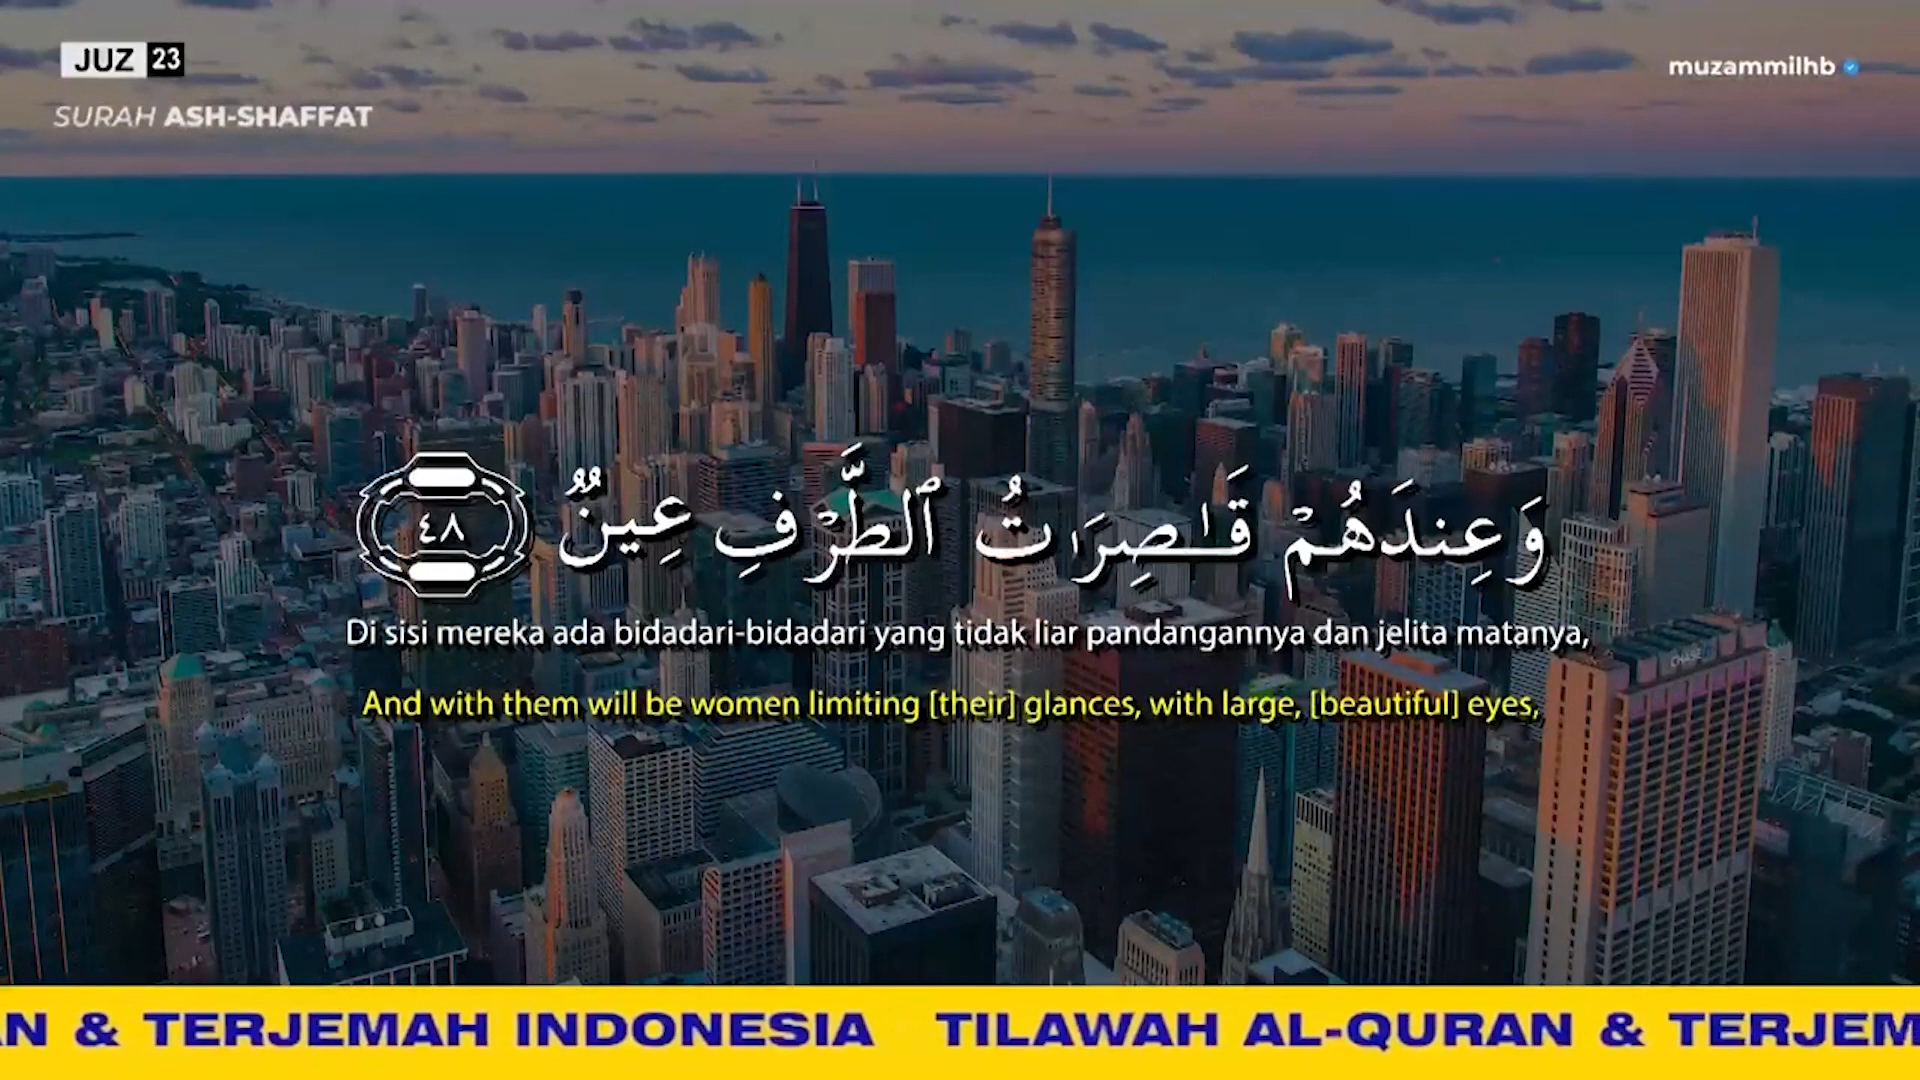 JUZ 23
muzammilhb
SURAH ASH-SHAFFAT
وَعِندَهُمْ قَـٰصِرَٰتُ ٱلطَّرْفِ عِينٌ ٤٨
Di sisi mereka ada bidadari-bidadari yang tidak liar pandangannya dan jelita matanya,
And with them will be women limiting [their] glances, with large, [beautiful] eyes,
CHASE
AN & TERJEMAH INDONESIA TILAWAH AL-QURAN & TERJEM